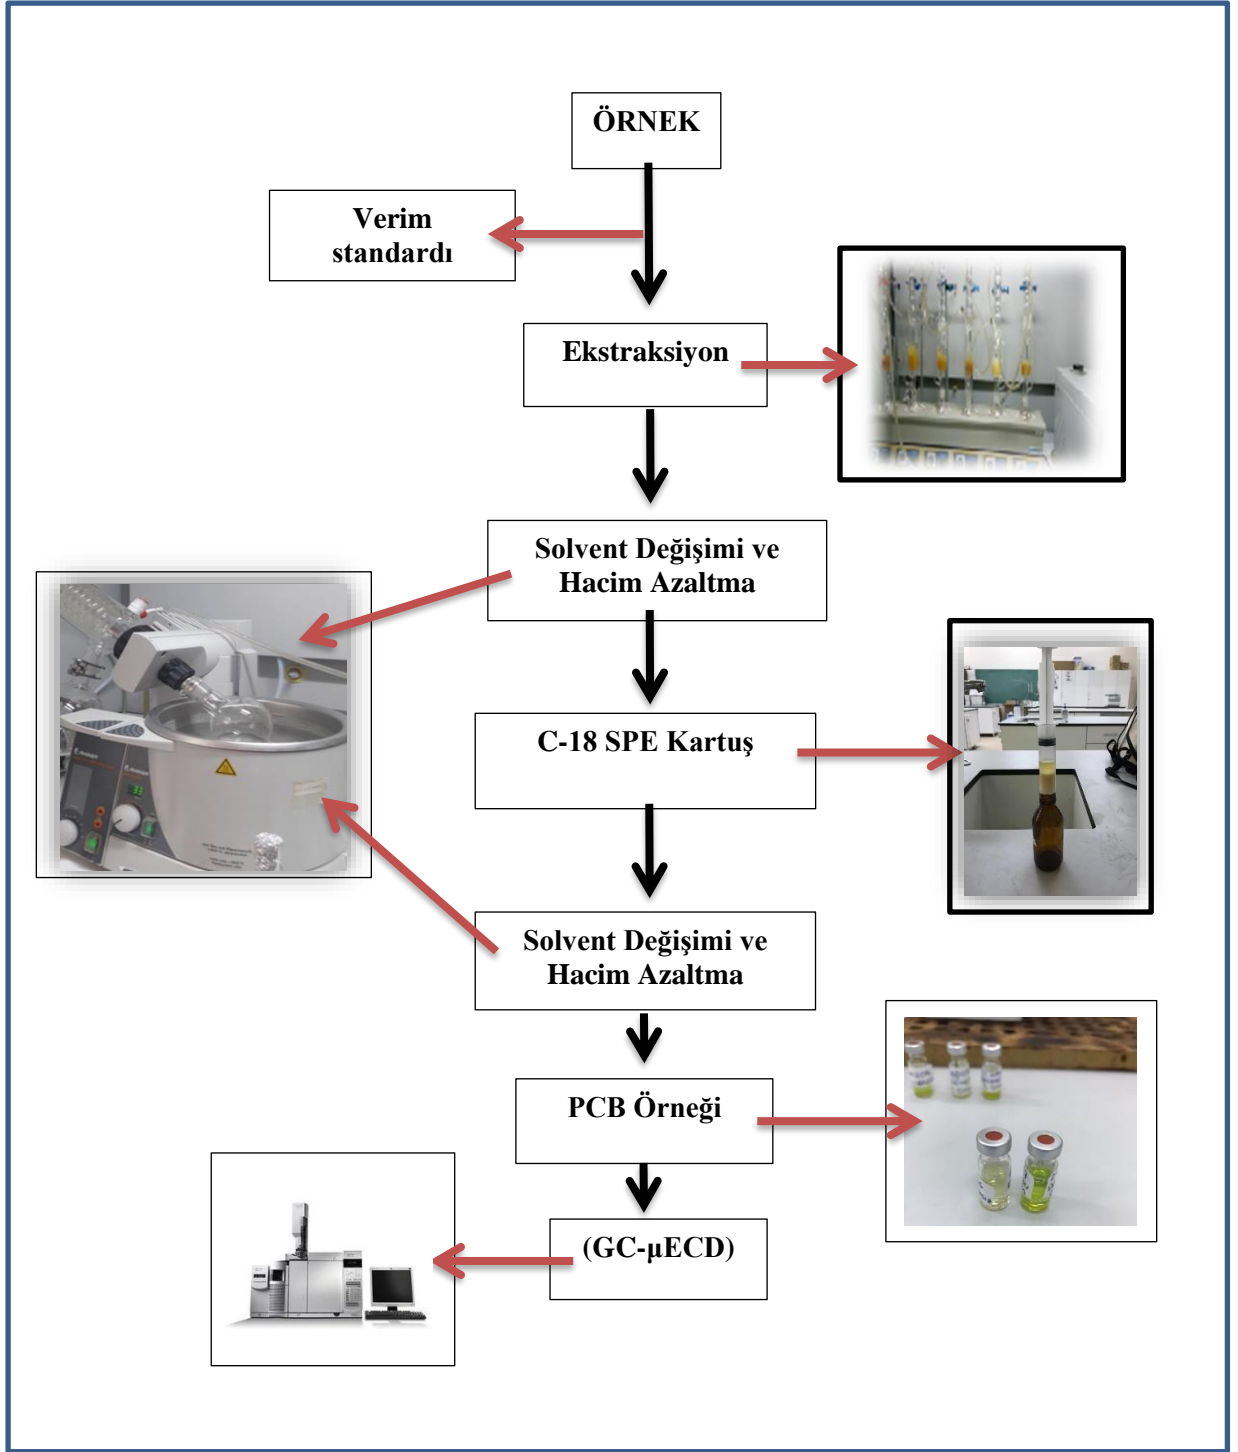 ÖRNEK
Verim
standardı
Ekstraksiyon
Solvent Değişimi ve
Hacim Azaltma
C-18 SPE Kartuş
Solvent Değişimi ve
Hacim Azaltma
PCB Örneği
(GC-µECD)